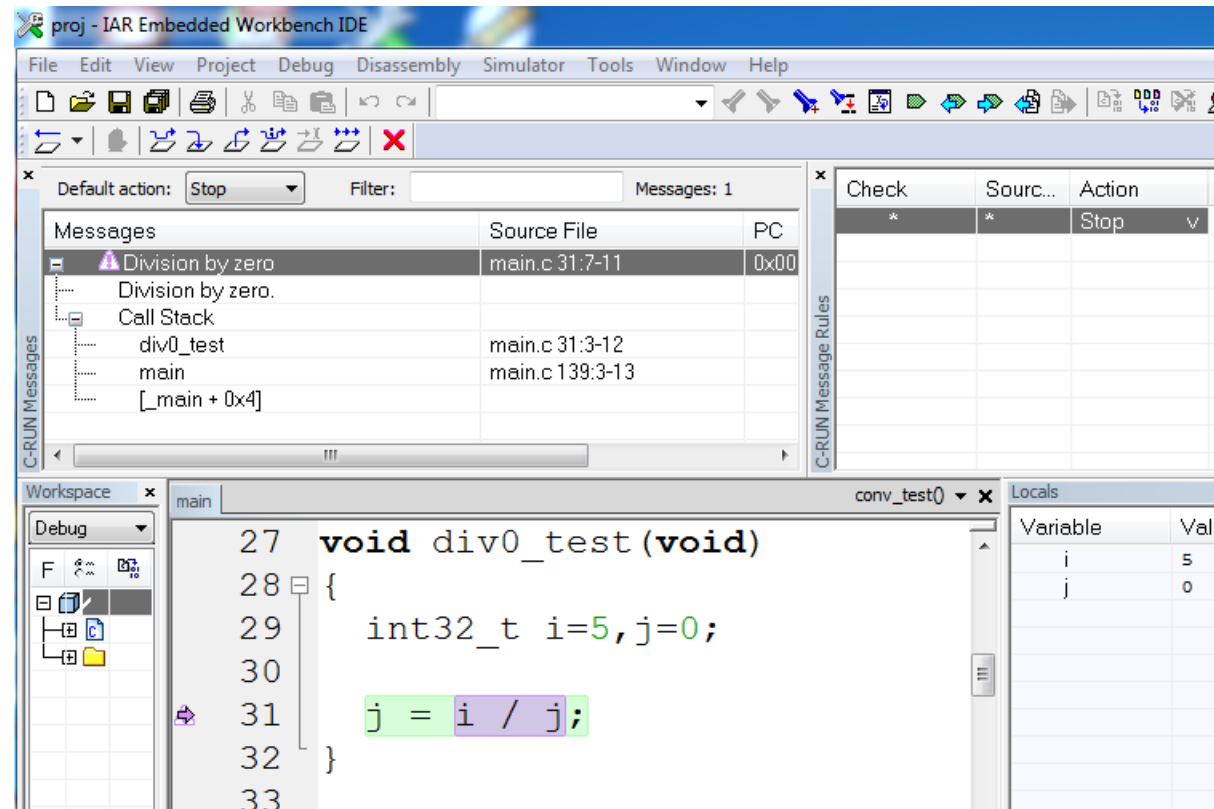 proj - IAR Embedded Workbench IDE
File Edit View Project Debug Disassembly Simulator Tools Window Help
Default action: Stop Filter: Messages: 1
Messages Source File PC
Division by zero main.c 31:7-11 0x00
Division by zero.
Call Stack
div0_test main.c 31:3-12
main main.c 139:3-13
[_main + 0x4]
C-RUN Messages
Check Sourc... Action
* * Stop
C-RUN Message Rules
Workspace
Debug
F
main conv_test()
27 void div0_test(void)
28 {
29 int32_t i=5,j=0;
30
31 j = i / j;
32 }
33
Locals
Variable Val
i 5
j 0